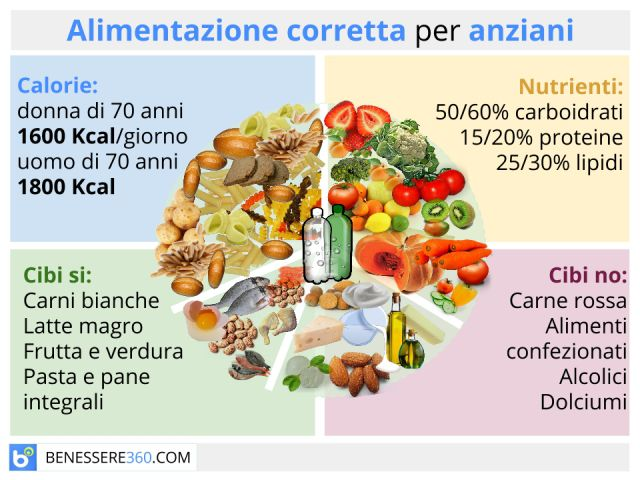 Alimentazione corretta per anziani
Calorie:
donna di 70 anni
1600 Kcal/giorno
uomo di 70 anni
1800 Kcal
Nutrienti:
50/60% carboidrati
15/20% proteine
25/30% lipidi
Cibi si:
Carni bianche
Latte magro
Frutta e verdura
Pasta e pane
integrali
Cibi no:
Carne rossa
Alimenti
confezionati
Alcolici
Dolciumi
b
BENESSERE360.COM